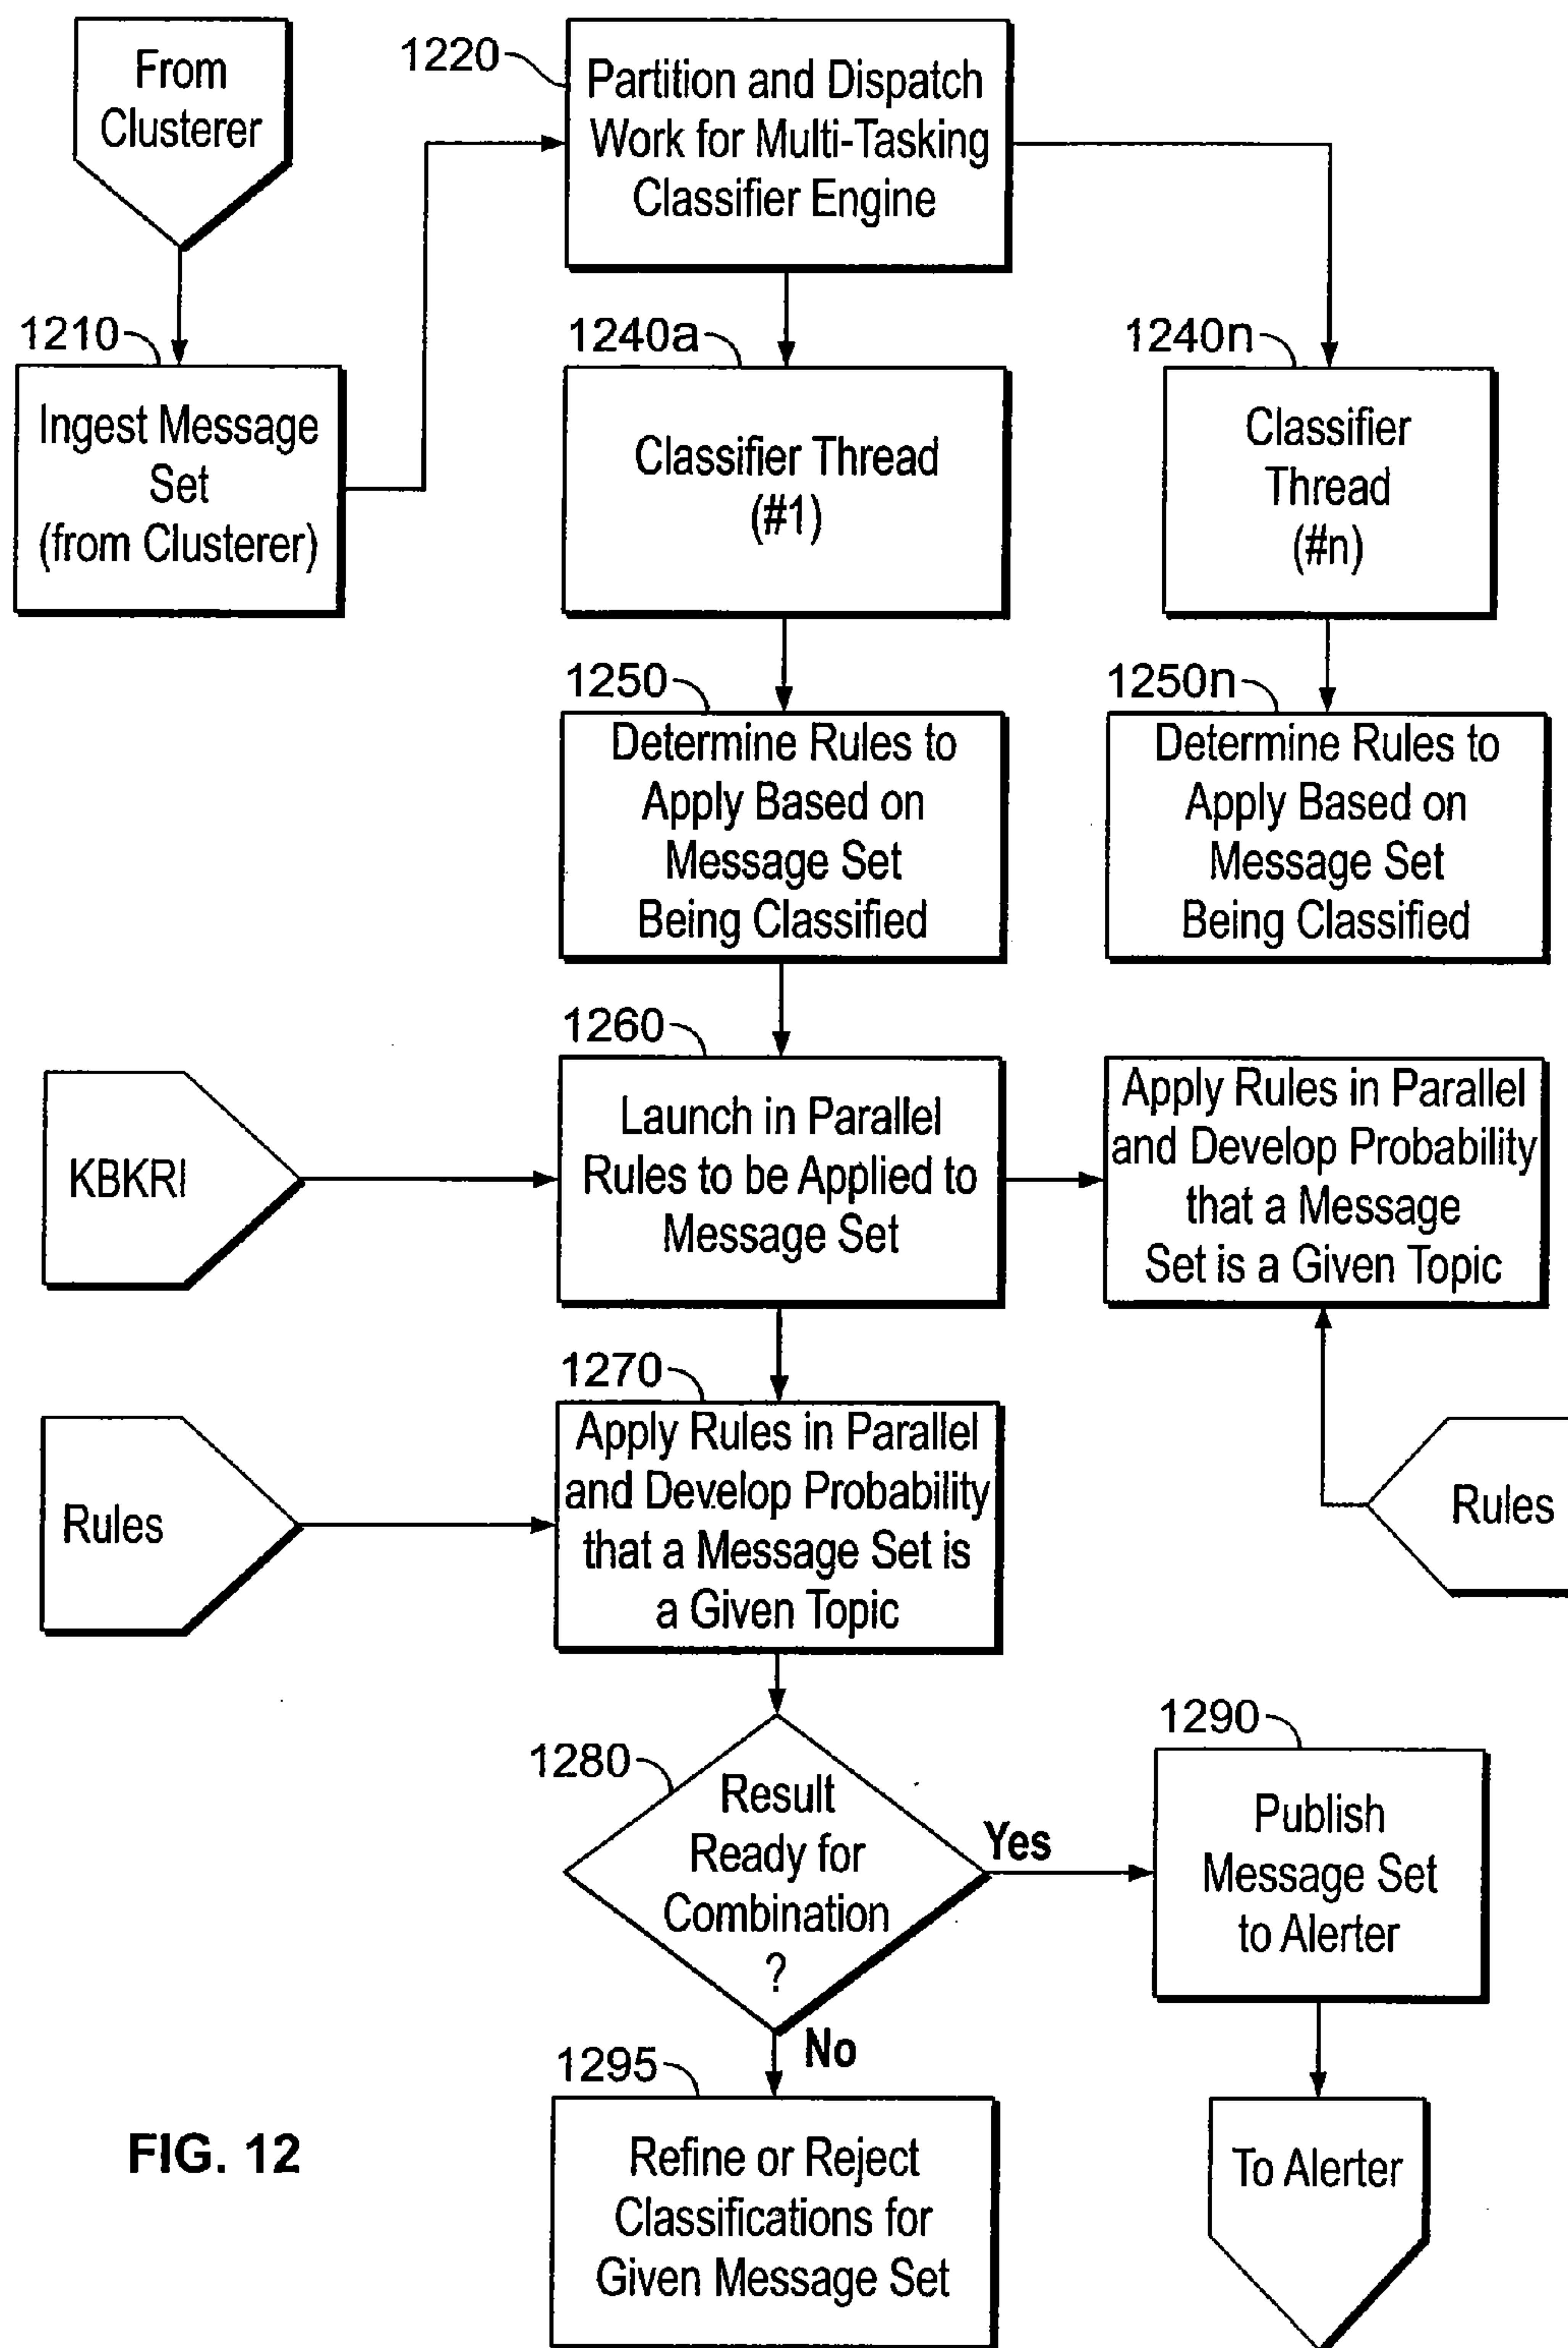 From
Clusterer
1220
Partition and Dispatch
Work for Multi-Tasking
Classifier Engine
1210
Ingest Message
Set
(from Clusterer)
1240a
Classifier Thread
(#1)
1240n
Classifier
Thread
(#n)
1250
Determine Rules to
Apply Based on
Message Set
Being Classified
1250n
Determine Rules to
Apply Based on
Message Set
Being Classified
KBKRI
1260
Launch in Parallel
Rules to be Applied to
Message Set
Apply Rules in Parallel
and Develop Probability
that a Message
Set is a Given Topic
Rules
1270
Apply Rules in Parallel
and Develop Probability
that a Message Set is
a Given Topic
Rules
1280
Result
Ready for
Combination
?
Yes
1290
Publish
Message Set
to Alerter
No
1295
Refine or Reject
Classifications for
Given Message Set
To Alerter
FIG. 12